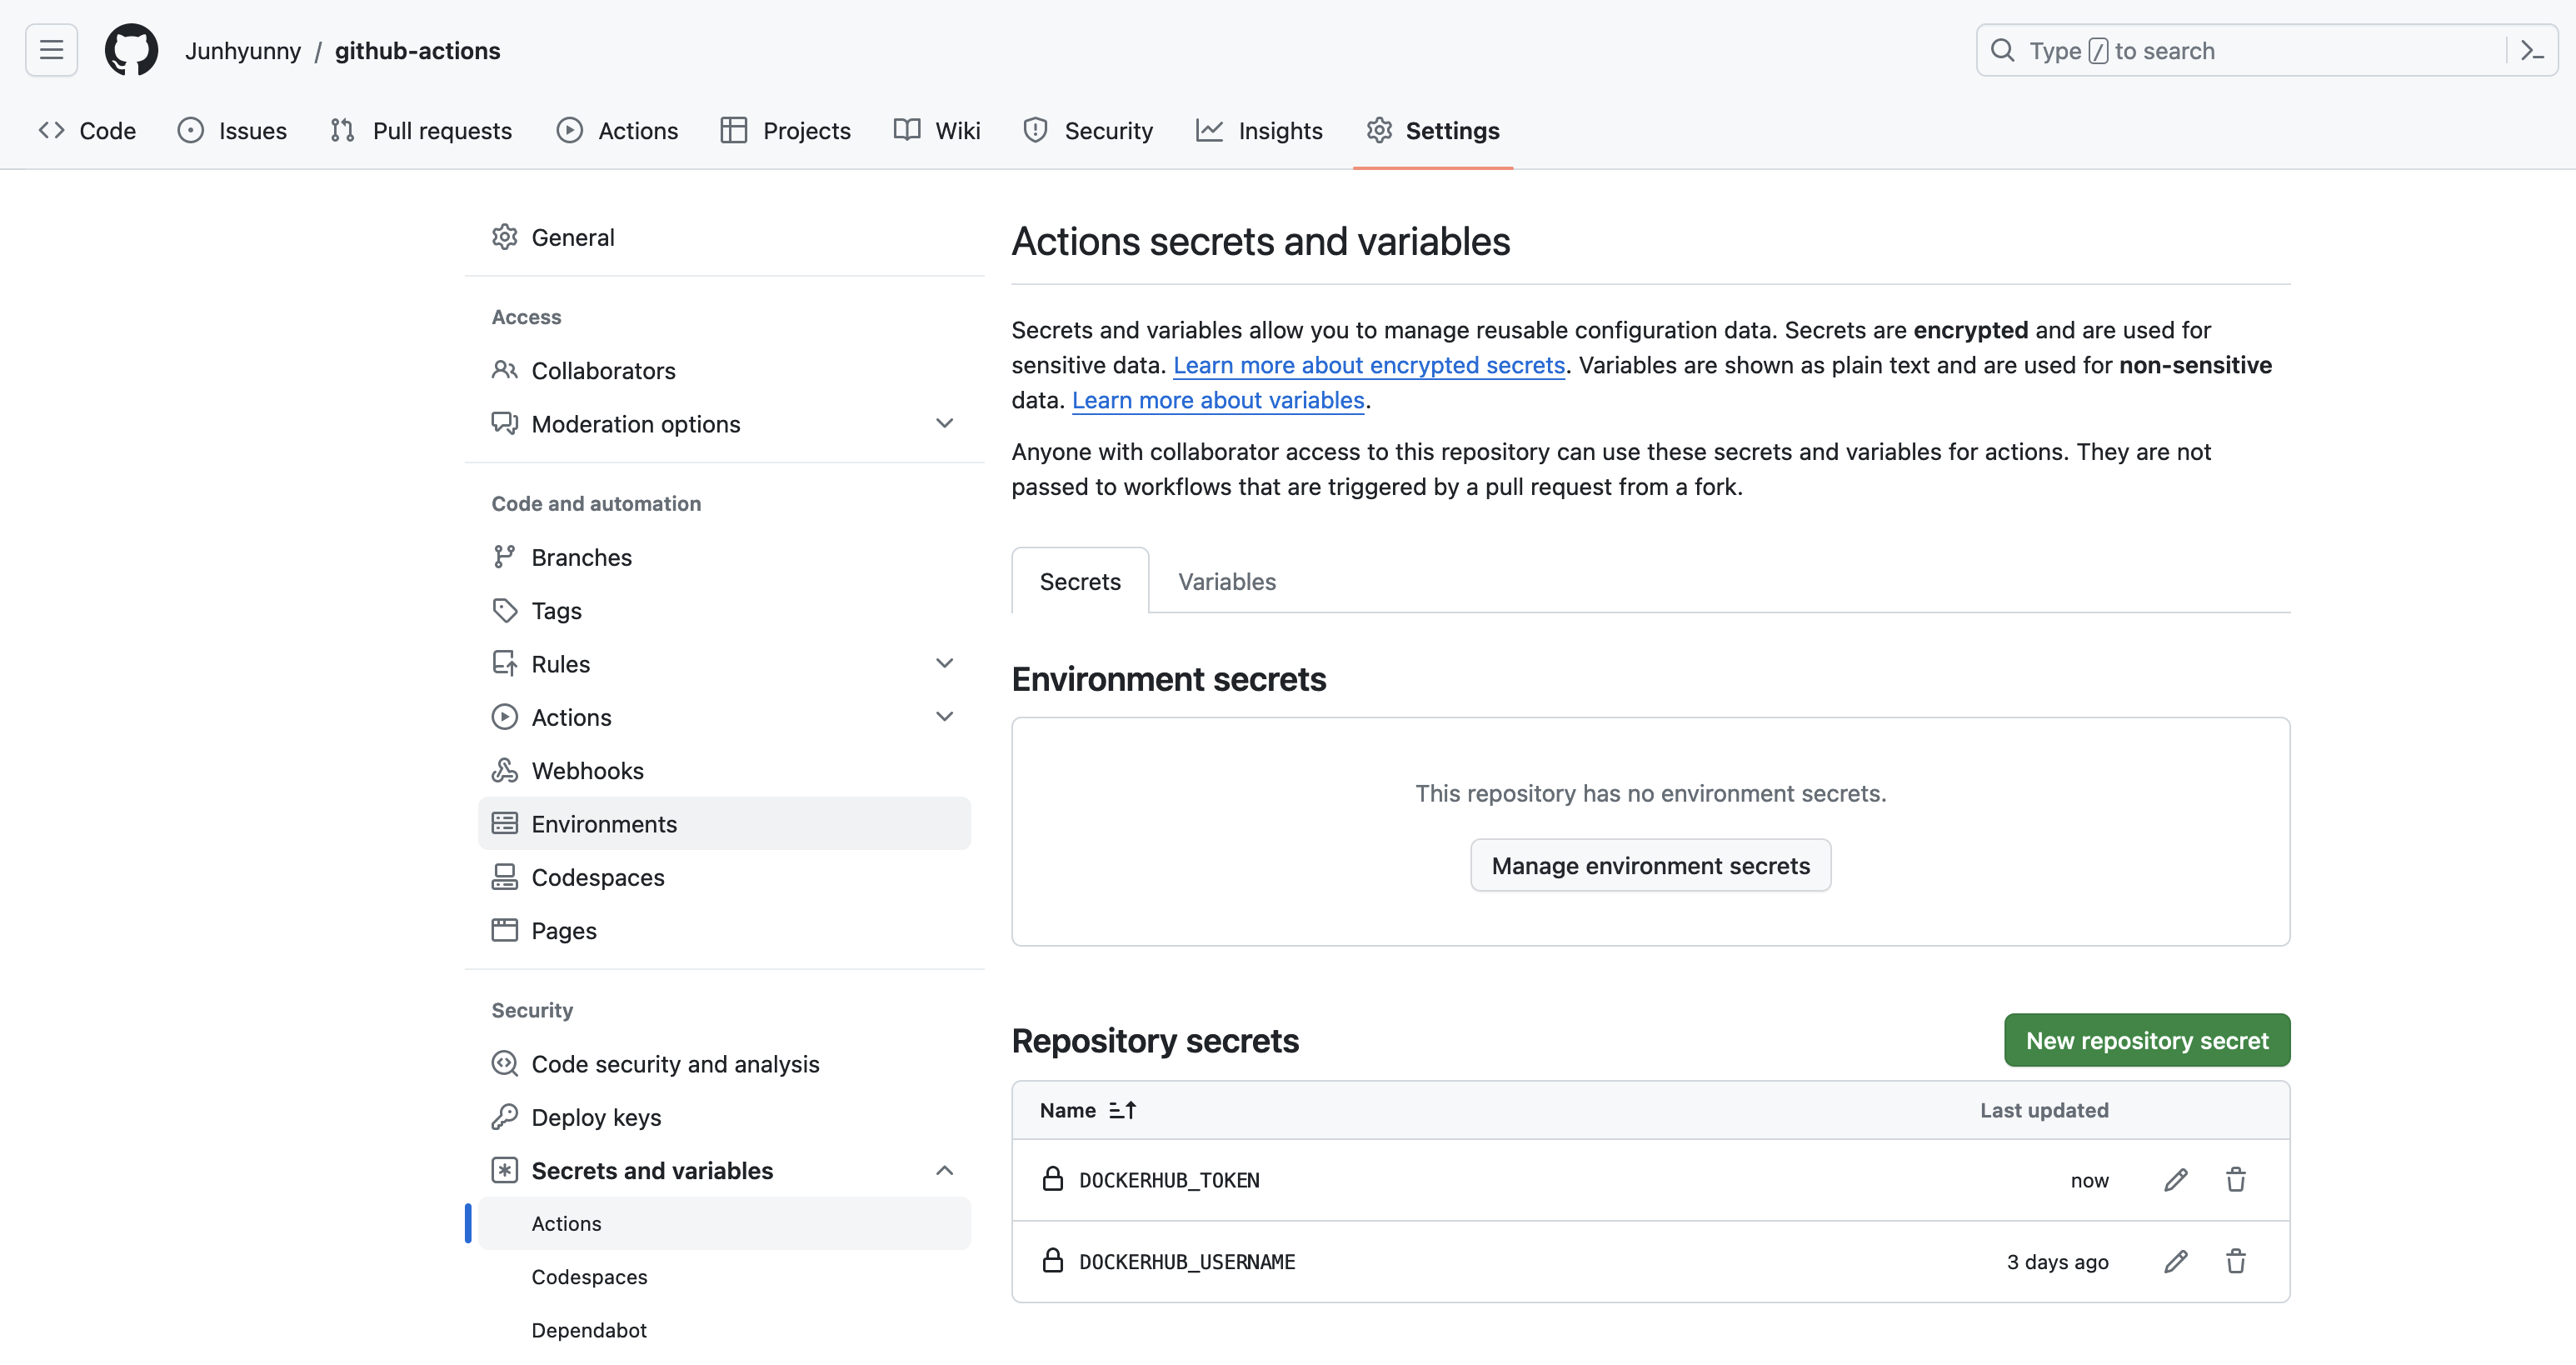 Junhyunny / github-actions
Type / to search
Code
Issues
Pull requests
Actions
Projects
Wiki
Security
Insights
Settings
General
Access
Collaborators
Moderation options
Code and automation
Branches
Tags
Rules
Actions
Webhooks
Environments
Codespaces
Pages
Security
Code security and analysis
Deploy keys
Secrets and variables
Actions
Codespaces
Dependabot
Actions secrets and variables
Secrets and variables allow you to manage reusable configuration data. Secrets are encrypted and are used for
sensitive data. Learn more about encrypted secrets. Variables are shown as plain text and are used for non-sensitive
data. Learn more about variables.
Anyone with collaborator access to this repository can use these secrets and variables for actions. They are not
passed to workflows that are triggered by a pull request from a fork.
Secrets
Variables
Environment secrets
This repository has no environment secrets.
Manage environment secrets
Repository secrets
New repository secret
Name
Last updated
DOCKERHUB_TOKEN
now
DOCKERHUB_USERNAME
3 days ago